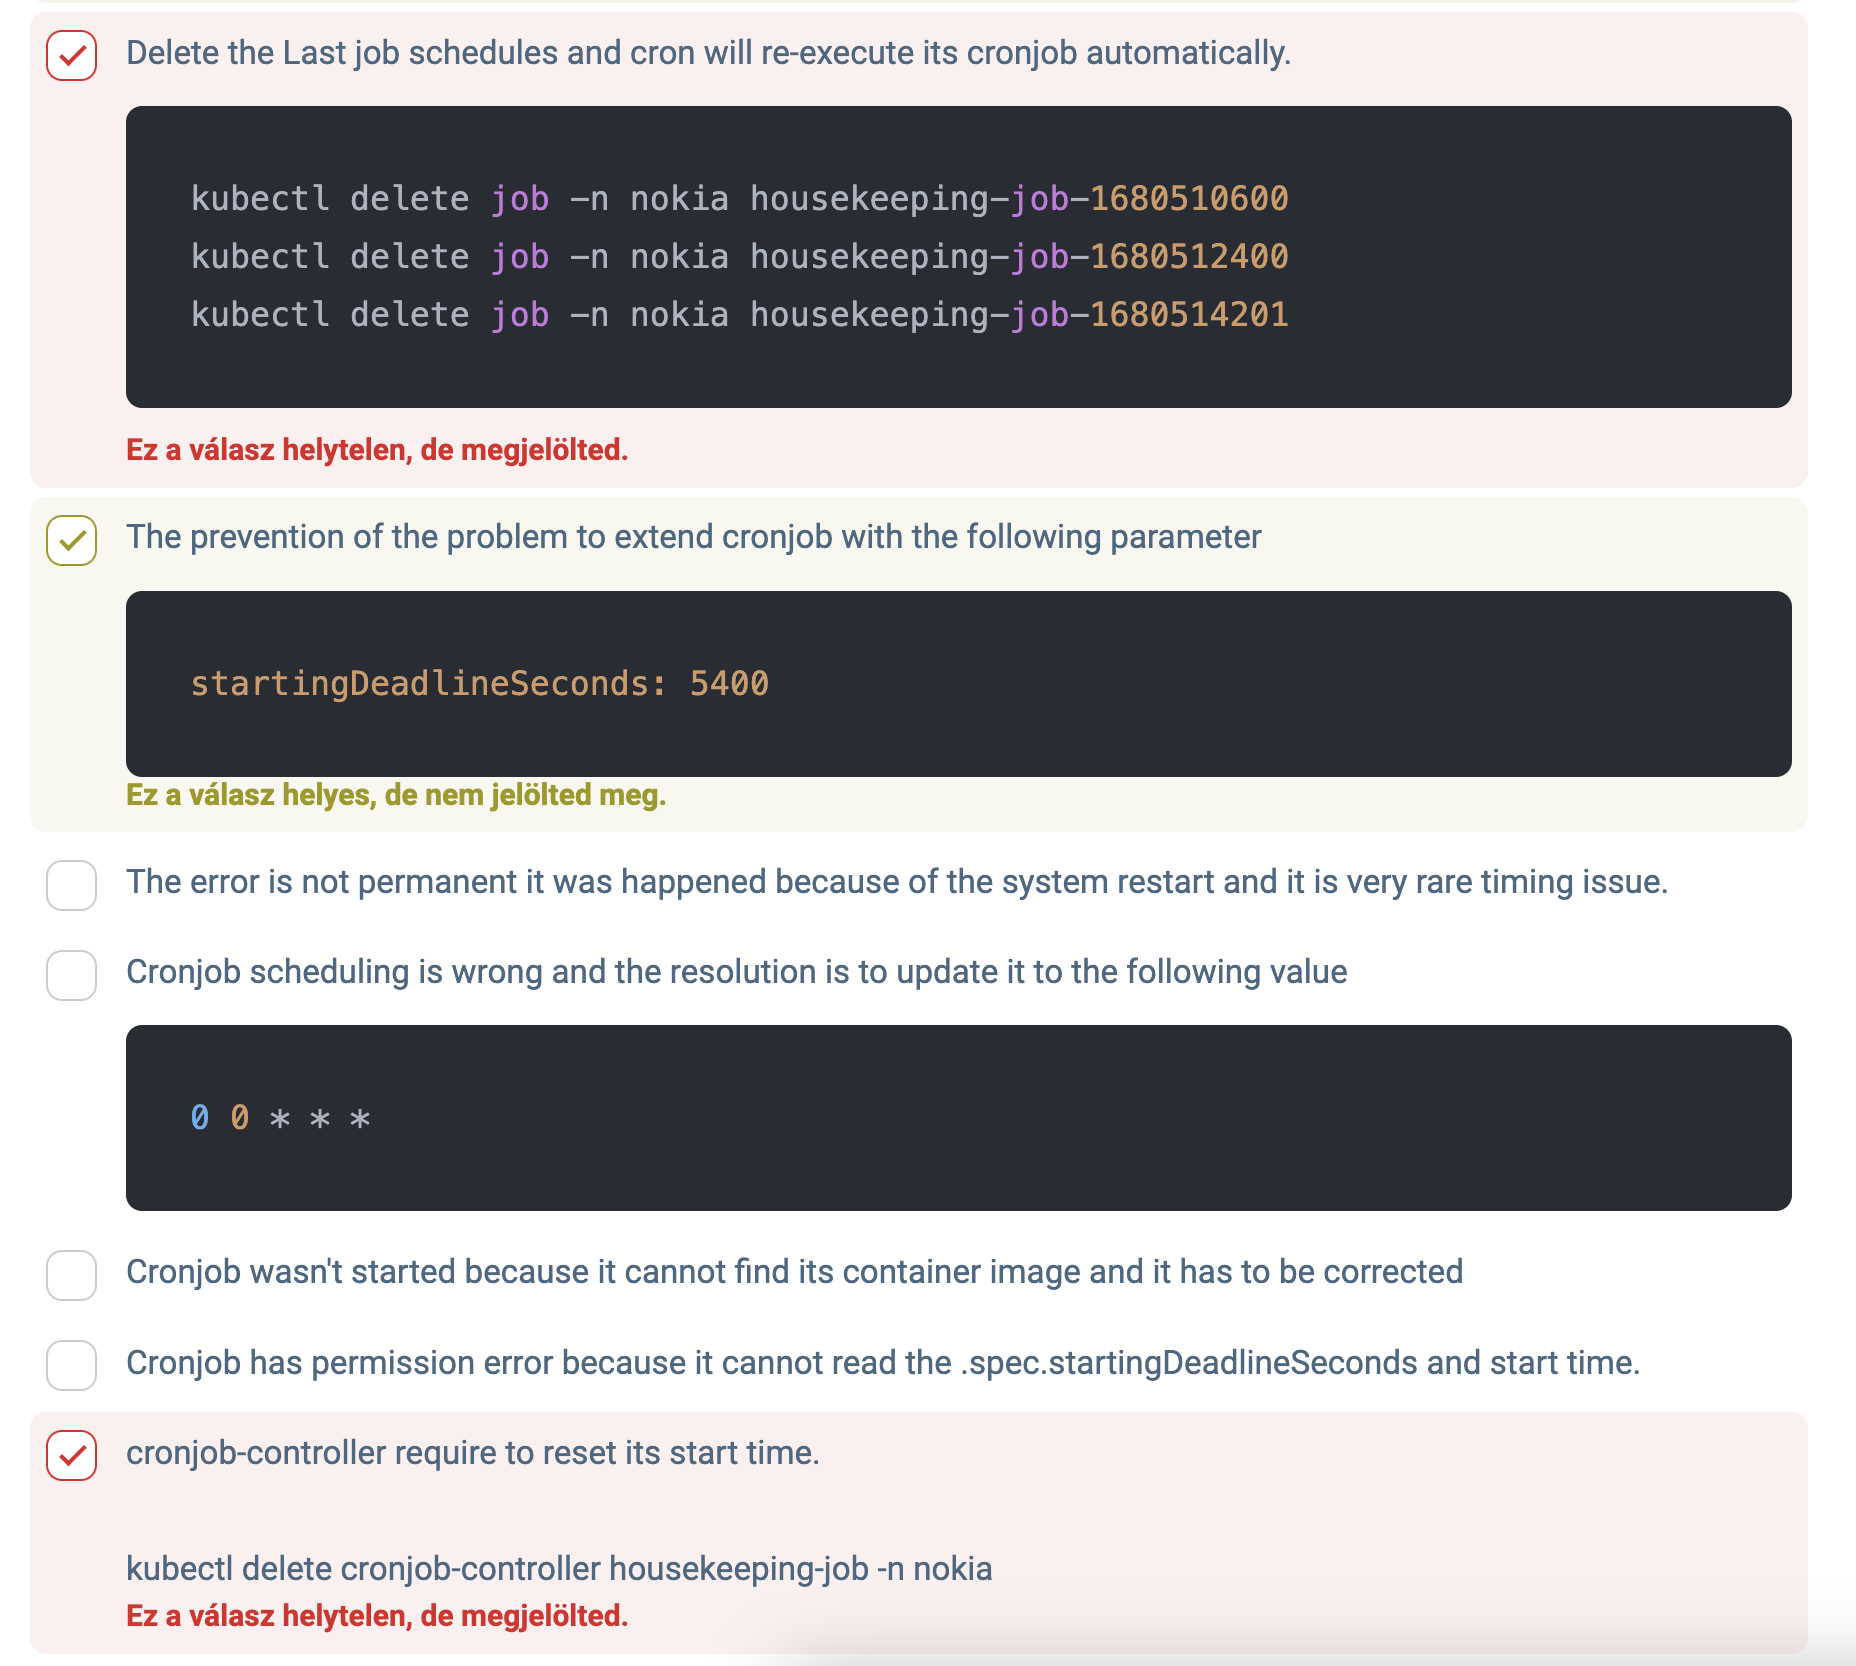 Delete the Last job schedules and cron will re-execute its cronjob automatically.
kubectl delete job -n nokia housekeeping-job-1680510600
kubectl delete job -n nokia housekeeping-job-1680512400
kubectl delete job -n nokia housekeeping-job-1680514201
Ez a válasz helytelen, de megjelölted.
The prevention of the problem to extend cronjob with the following parameter
startingDeadlineSeconds: 5400
Ez a válasz helyes, de nem jelölted meg.
The error is not permanent it was happened because of the system restart and it is very rare timing issue.
Cronjob scheduling is wrong and the resolution is to update it to the following value
0 0 * * *
Cronjob wasn't started because it cannot find its container image and it has to be corrected
Cronjob has permission error because it cannot read the .spec.startingDeadlineSeconds and start time.
cronjob-controller require to reset its start time.
kubectl delete cronjob-controller housekeeping-job -n nokia
Ez a válasz helytelen, de megjelölted.